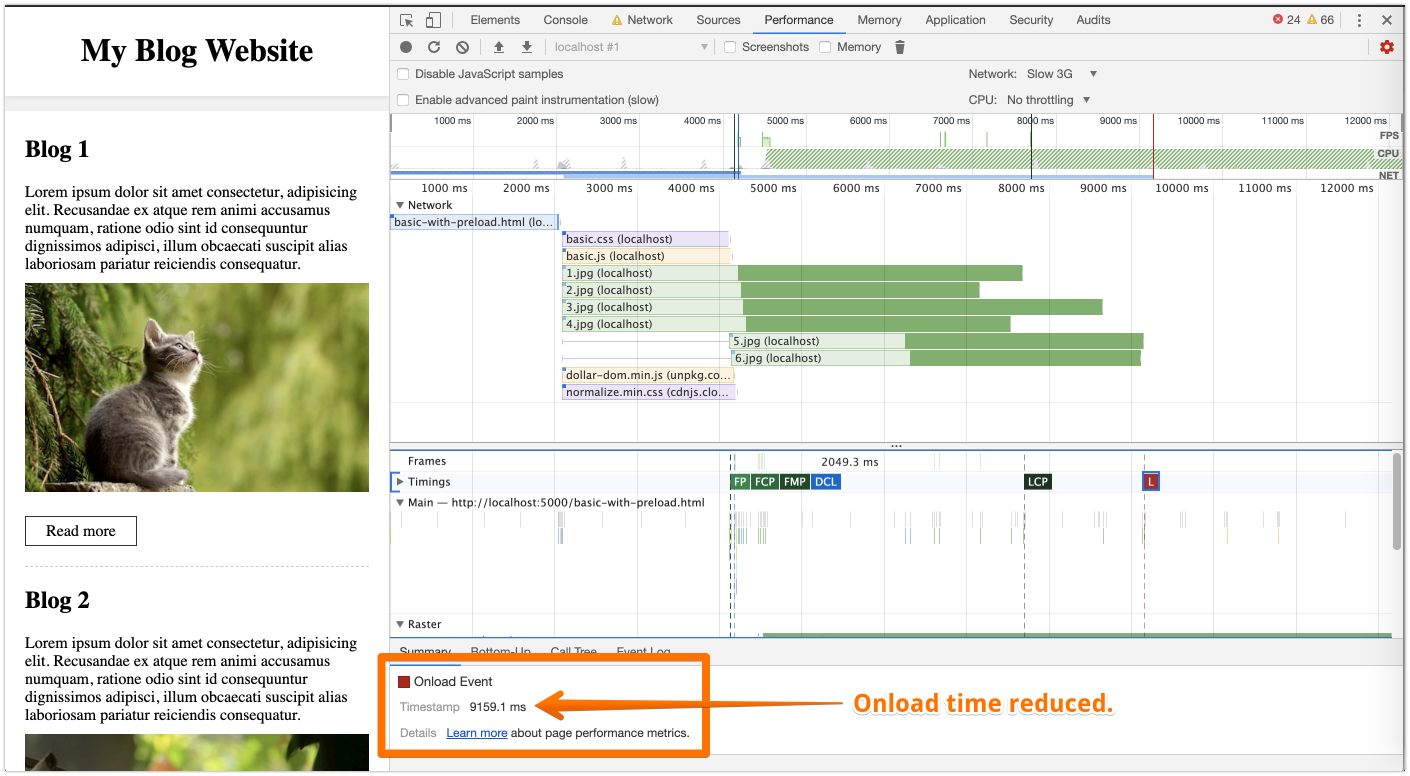 My Blog Website
Blog 1
Lorem ipsum dolor sit amet consectetur, adipisicing
elit. Recusandae ex atque rem animi accusamus
numquam, ratione odio sint id consequuntur
dignissimos adipisci, illum obcaecati suscipit alias
laboriosam pariatur reiciendis consequatur.
Read more
Blog 2
Lorem ipsum dolor sit amet consectetur, adipisicing
elit. Recusandae ex atque rem animi accusamus
numquam, ratione odio sint id consequuntur
dignissimos adipisci, illum obcaecati suscipit alias
laboriosam pariatur reiciendis consequatur.
Elements Console Network Sources Performance Memory Application Security Audits 24 66
localhost #1 Screenshots Memory
Disable JavaScript samples Network: Slow 3G
Enable advanced paint instrumentation (slow) CPU: No throttling
1000 ms 2000 ms 3000 ms 4000 ms 5000 ms 6000 ms 7000 ms 8000 ms 9000 ms 10000 ms 11000 ms 12000 ms
FPS
CPU
NET
1000 ms 2000 ms 3000 ms 4000 ms 5000 ms 6000 ms 7000 ms 8000 ms 9000 ms 10000 ms 11000 ms 12000 ms
Network
basic-with-preload.html (lo...
basic.css (localhost)
basic.js (localhost)
1.jpg (localhost)
2.jpg (localhost)
3.jpg (localhost)
4.jpg (localhost)
5.jpg (localhost)
6.jpg (localhost)
dollar-dom.min.js (unpkg.co...
normalize.min.css (cdnjs.clo...
Frames 2049.3 ms
Timings FP FCP FMP DCL LCP L
Main — http://localhost:5000/basic-with-preload.html
Raster
Summary Bottom-Up Call Tree Event Log
Onload Event
Timestamp 9159.1 ms
Details Learn more about page performance metrics.
Onload time reduced.